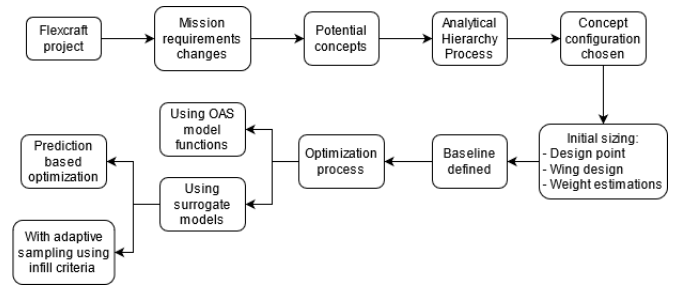 Flexcraft
project
Mission
requirements
changes
Potential
concepts
Analytical
Hierarchy
Process
Concept
configuration
chosen
Initial sizing:
- Design point
- Wing design
- Weight estimations
Baseline
defined
Optimization
process
Using OAS
model
functions
Using
surrogate
models
Prediction
based
optimization
With adaptive
sampling using
infill criteria